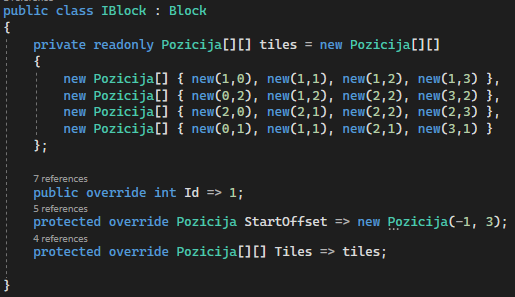 public class IBlock : Block
{
private readonly Pozicija[][] tiles = new Pozicija[][]
{
new Pozicija[] { new(1,0), new(1,1), new(1,2), new(1,3) },
new Pozicija[] { new(0,2), new(1,2), new(2,2), new(3,2) },
new Pozicija[] { new(2,0), new(2,1), new(2,2), new(2,3) },
new Pozicija[] { new(0,1), new(1,1), new(2,1), new(3,1) }
};
7 references
public override int Id => 1;
5 references
protected override Pozicija StartOffset => new Pozicija(-1, 3);
4 references
protected override Pozicija[][] Tiles => tiles;
}